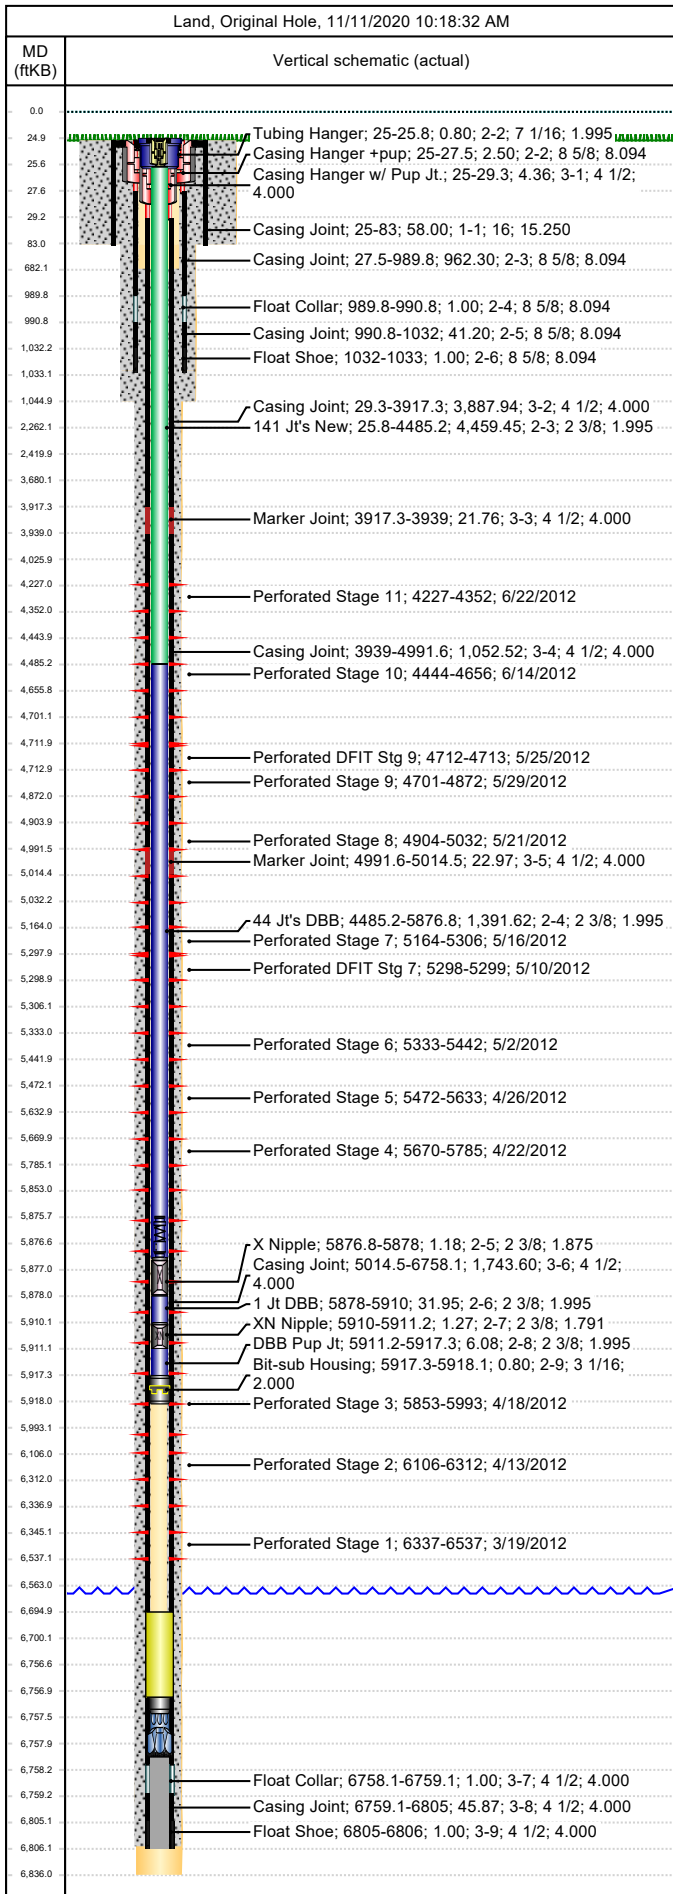 Land, Original Hole, 11/11/2020 10:18:32 AM
MD
(ftKB)
Vertical schematic (actual)
0.0
24.9
25.6
27.6
29.2
83.0
682.1
989.8
990.8
1,032.2
1,033.1
1,044.9
2,262.1
2,419.9
3,680.1
3,917.3
3,939.0
4,025.9
4,227.0
4,352.0
4,443.9
4,485.2
4,655.8
4,701.1
4,711.9
4,712.9
4,872.0
4,903.9
4,991.5
5,014.4
5,032.2
5,164.0
5,297.9
5,298.9
5,306.1
5,333.0
5,441.9
5,472.1
5,632.9
5,669.9
5,785.1
5,853.0
5,875.7
5,876.6
5,877.0
5,878.0
5,910.1
5,911.1
5,917.3
5,918.0
5,993.1
6,106.0
6,312.0
6,336.9
6,345.1
6,537.1
6,563.0
6,694.9
6,700.1
6,756.6
6,756.9
6,757.5
6,757.9
6,758.2
6,759.2
6,805.1
6,806.1
6,836.0
Tubing Hanger; 25-25.8; 0.80; 2-2; 7 1/16; 1.995
Casing Hanger +pup; 25-27.5; 2.50; 2-2; 8 5/8; 8.094
Casing Hanger w/ Pup Jt.; 25-29.3; 4.36; 3-1; 4 1/2;
4.000
Casing Joint; 25-83; 58.00; 1-1; 16; 15.250
Casing Joint; 27.5-989.8; 962.30; 2-3; 8 5/8; 8.094
Float Collar; 989.8-990.8; 1.00; 2-4; 8 5/8; 8.094
Casing Joint; 990.8-1032; 41.20; 2-5; 8 5/8; 8.094
Float Shoe; 1032-1033; 1.00; 2-6; 8 5/8; 8.094
Casing Joint; 29.3-3917.3; 3,887.94; 3-2; 4 1/2; 4.000
141 Jt's New; 25.8-4485.2; 4,459.45; 2-3; 2 3/8; 1.995
Marker Joint; 3917.3-3939; 21.76; 3-3; 4 1/2; 4.000
Perforated Stage 11; 4227-4352; 6/22/2012
Casing Joint; 3939-4991.6; 1,052.52; 3-4; 4 1/2; 4.000
Perforated Stage 10; 4444-4656; 6/14/2012
Perforated DFIT Stg 9; 4712-4713; 5/25/2012
Perforated Stage 9; 4701-4872; 5/29/2012
Perforated Stage 8; 4904-5032; 5/21/2012
Marker Joint; 4991.6-5014.5; 22.97; 3-5; 4 1/2; 4.000
44 Jt's DBB; 4485.2-5876.8; 1,391.62; 2-4; 2 3/8; 1.995
Perforated Stage 7; 5164-5306; 5/16/2012
Perforated DFIT Stg 7; 5298-5299; 5/10/2012
Perforated Stage 6; 5333-5442; 5/2/2012
Perforated Stage 5; 5472-5633; 4/26/2012
Perforated Stage 4; 5670-5785; 4/22/2012
X Nipple; 5876.8-5878; 1.18; 2-5; 2 3/8; 1.875
Casing Joint; 5014.5-6758.1; 1,743.60; 3-6; 4 1/2;
4.000
1 Jt DBB; 5878-5910; 31.95; 2-6; 2 3/8; 1.995
XN Nipple; 5910-5911.2; 1.27; 2-7; 2 3/8; 1.791
DBB Pup Jt; 5911.2-5917.3; 6.08; 2-8; 2 3/8; 1.995
Bit-sub Housing; 5917.3-5918.1; 0.80; 2-9; 3 1/16;
2.000
Perforated Stage 3; 5853-5993; 4/18/2012
Perforated Stage 2; 6106-6312; 4/13/2012
Perforated Stage 1; 6337-6537; 3/19/2012
Float Collar; 6758.1-6759.1; 1.00; 3-7; 4 1/2; 4.000
Casing Joint; 6759.1-6805; 45.87; 3-8; 4 1/2; 4.000
Float Shoe; 6805-6806; 1.00; 3-9; 4 1/2; 4.000